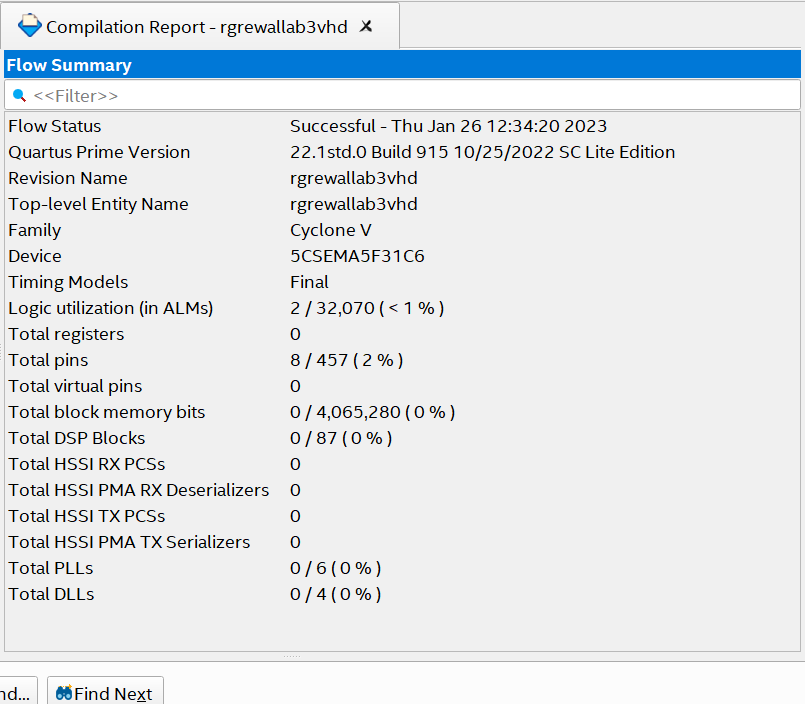 Compilation Report - rgrewallab3vhd
Flow Summary
<<Filter>>
Flow Status Successful - Thu Jan 26 12:34:20 2023
Quartus Prime Version 22.1std.0 Build 915 10/25/2022 SC Lite Edition
Revision Name rgrewallab3vhd
Top-level Entity Name rgrewallab3vhd
Family Cyclone V
Device 5CSEMA5F31C6
Timing Models Final
Logic utilization (in ALMs) 2 / 32,070 ( < 1 % )
Total registers 0
Total pins 8 / 457 ( 2 % )
Total virtual pins 0
Total block memory bits 0 / 4,065,280 ( 0 % )
Total DSP Blocks 0 / 87 ( 0 % )
Total HSSI RX PCSs 0
Total HSSI PMA RX Deserializers 0
Total HSSI TX PCSs 0
Total HSSI PMA TX Serializers 0
Total PLLs 0 / 6 ( 0 % )
Total DLLs 0 / 4 ( 0 % )
nd... Find Next